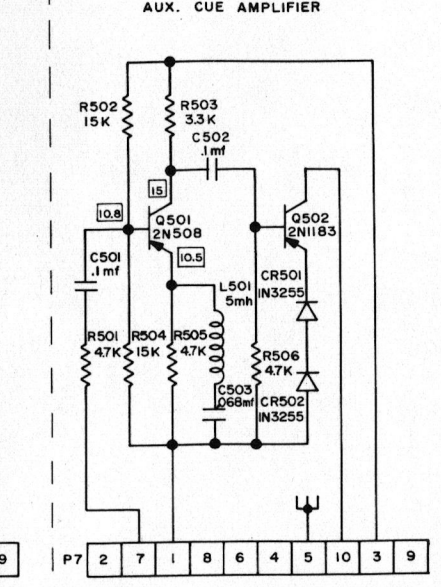 AUX. CUE AMPLIFIER
R502
15K
R503
3.3K
C502
.1mf
15
10.8
Q501
2N508
Q502
2N1183
10.5
C501
.1mf
L501
5mh
CR501
1N3255
R501
4.7K
R504
15K
R505
4.7K
R506
4.7K
C503
.068mf
CR502
1N3255
9
P7
2
7
1
8
6
4
5
10
3
9